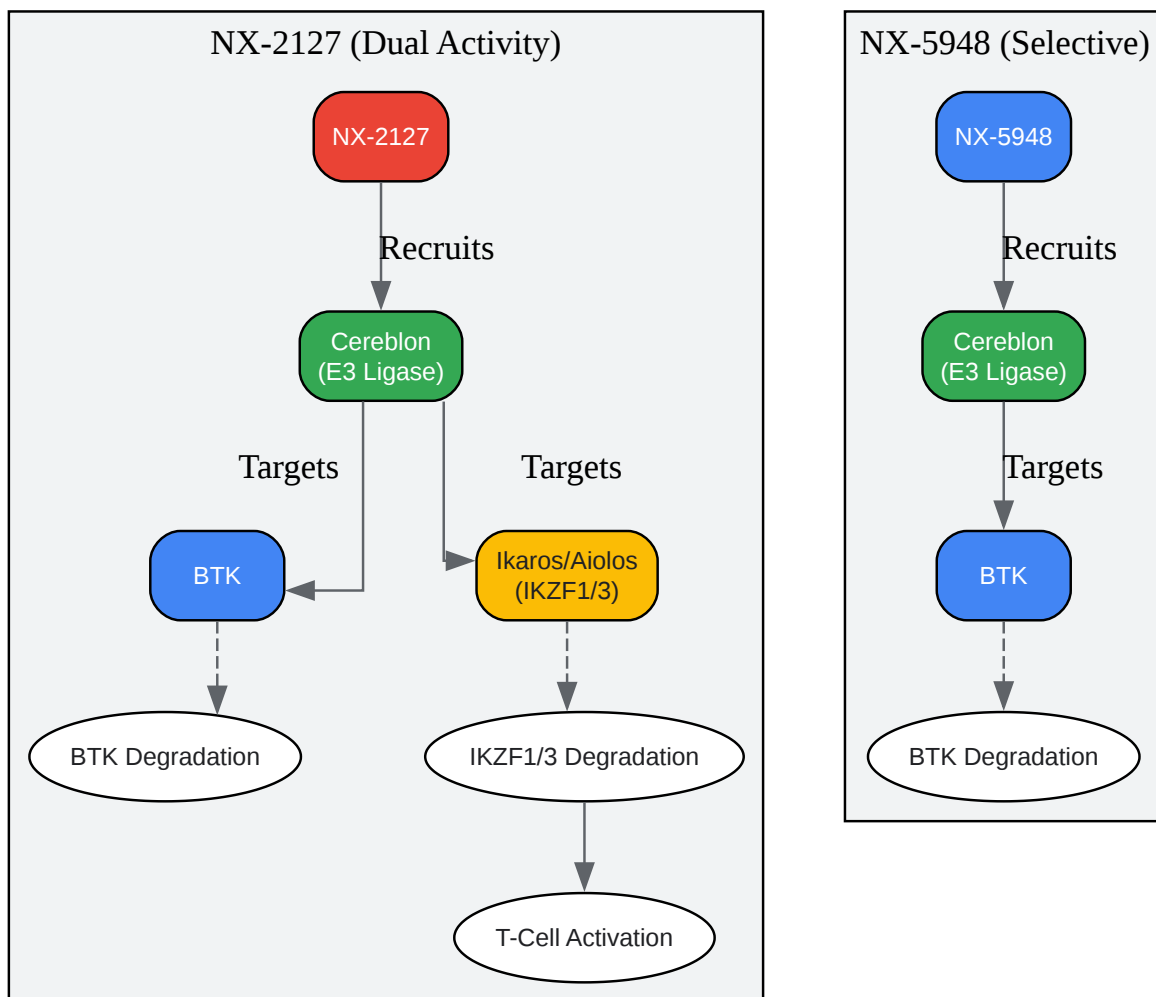 NX-2127 (Dual Activity)
NX-2127
Recruits
Cereblon
(E3 Ligase)
Targets
Targets
BTK
Ikaros/Aiolos
(IKZF1/3)
BTK Degradation
IKZF1/3 Degradation
T-Cell Activation
NX-5948 (Selective)
NX-5948
Recruits
Cereblon
(E3 Ligase)
Targets
BTK
BTK Degradation